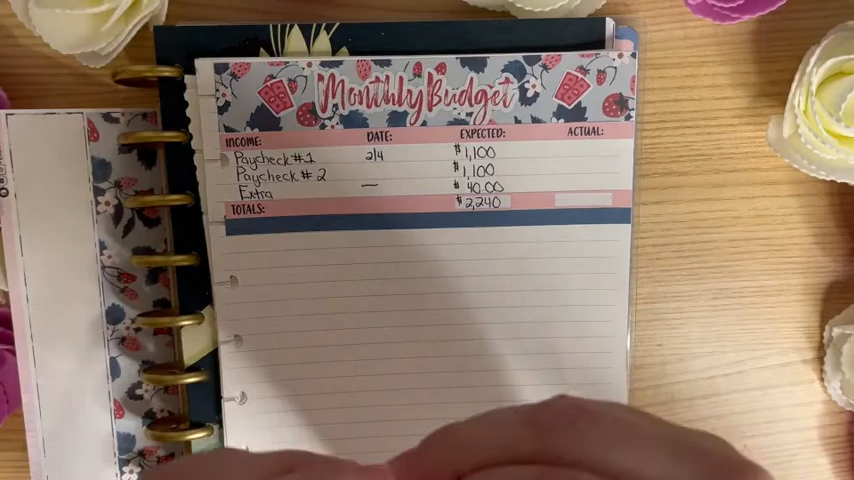 Monthly Budget
INCOME: DATE: EXPECTED: ACTUAL:
Paycheck #1 2/4 $1,100
Paycheck #2 $1,100
Extra — $40.00
TOTALS: $2,240